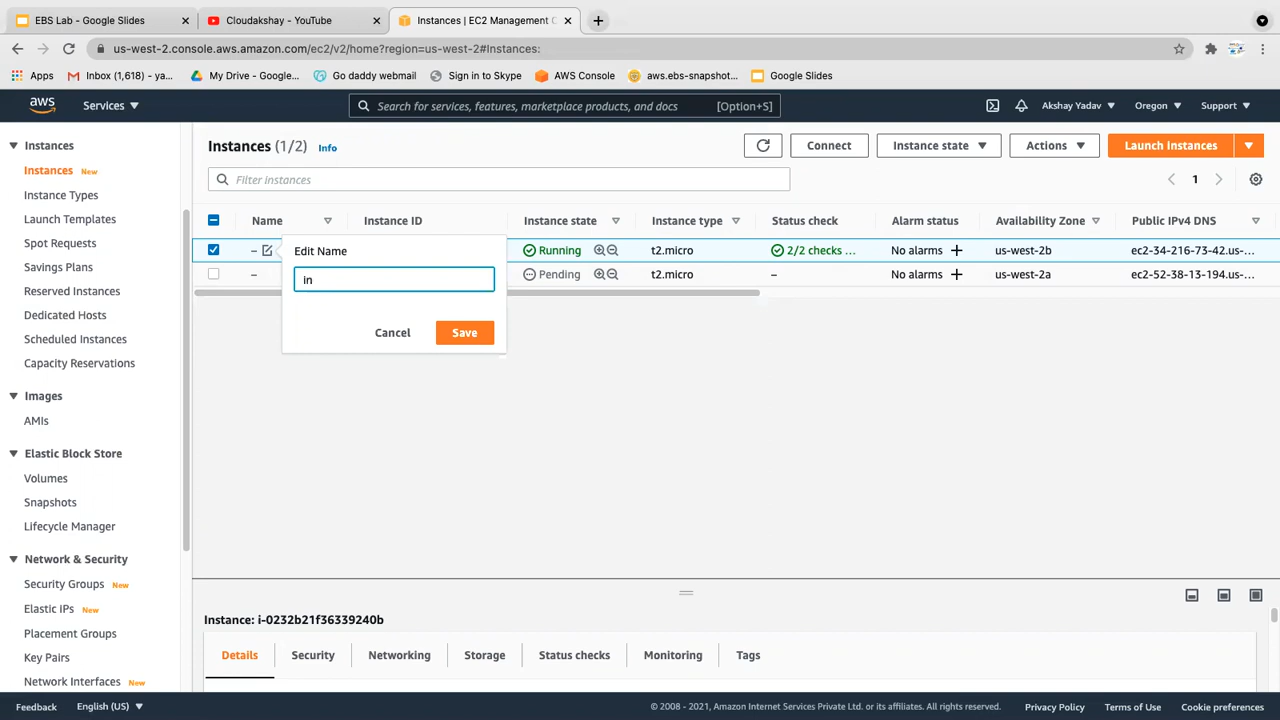 EBS Lab - Google Slides
Cloudakshay - YouTube
Instances | EC2 Management C
us-west-2.console.aws.amazon.com/ec2/v2/home?region=us-west-2#Instances:
Apps
Inbox (1,618) - ya...
My Drive - Google...
Go daddy webmail
Sign in to Skype
AWS Console
aws.ebs-snapshot...
Google Slides
aws
Services
Search for services, features, marketplace products, and docs
[Option+S]
Akshay Yadav
Oregon
Support
Instances
Instances New
Instance Types
Launch Templates
Spot Requests
Savings Plans
Reserved Instances
Dedicated Hosts
Scheduled Instances
Capacity Reservations
Images
AMIs
Elastic Block Store
Volumes
Snapshots
Lifecycle Manager
Network & Security
Security Groups New
Elastic IPs New
Placement Groups
Key Pairs
Network Interfaces New
Instances (1/2) Info
Connect
Instance state
Actions
Launch Instances
Filter instances
1
Name
Instance ID
Instance state
Instance type
Status check
Alarm status
Availability Zone
Public IPv4 DNS
–
Running
t2.micro
2/2 checks ...
No alarms +
us-west-2b
ec2-34-216-73-42.us-...
–
Pending
t2.micro
–
No alarms +
us-west-2a
ec2-52-38-13-194.us-...
Edit Name
in
Cancel
Save
Instance: i-0232b21f36339240b
Details
Security
Networking
Storage
Status checks
Monitoring
Tags
Feedback
English (US)
© 2008 - 2021, Amazon Internet Services Private Ltd. or its affiliates. All rights reserved.
Privacy Policy
Terms of Use
Cookie preferences